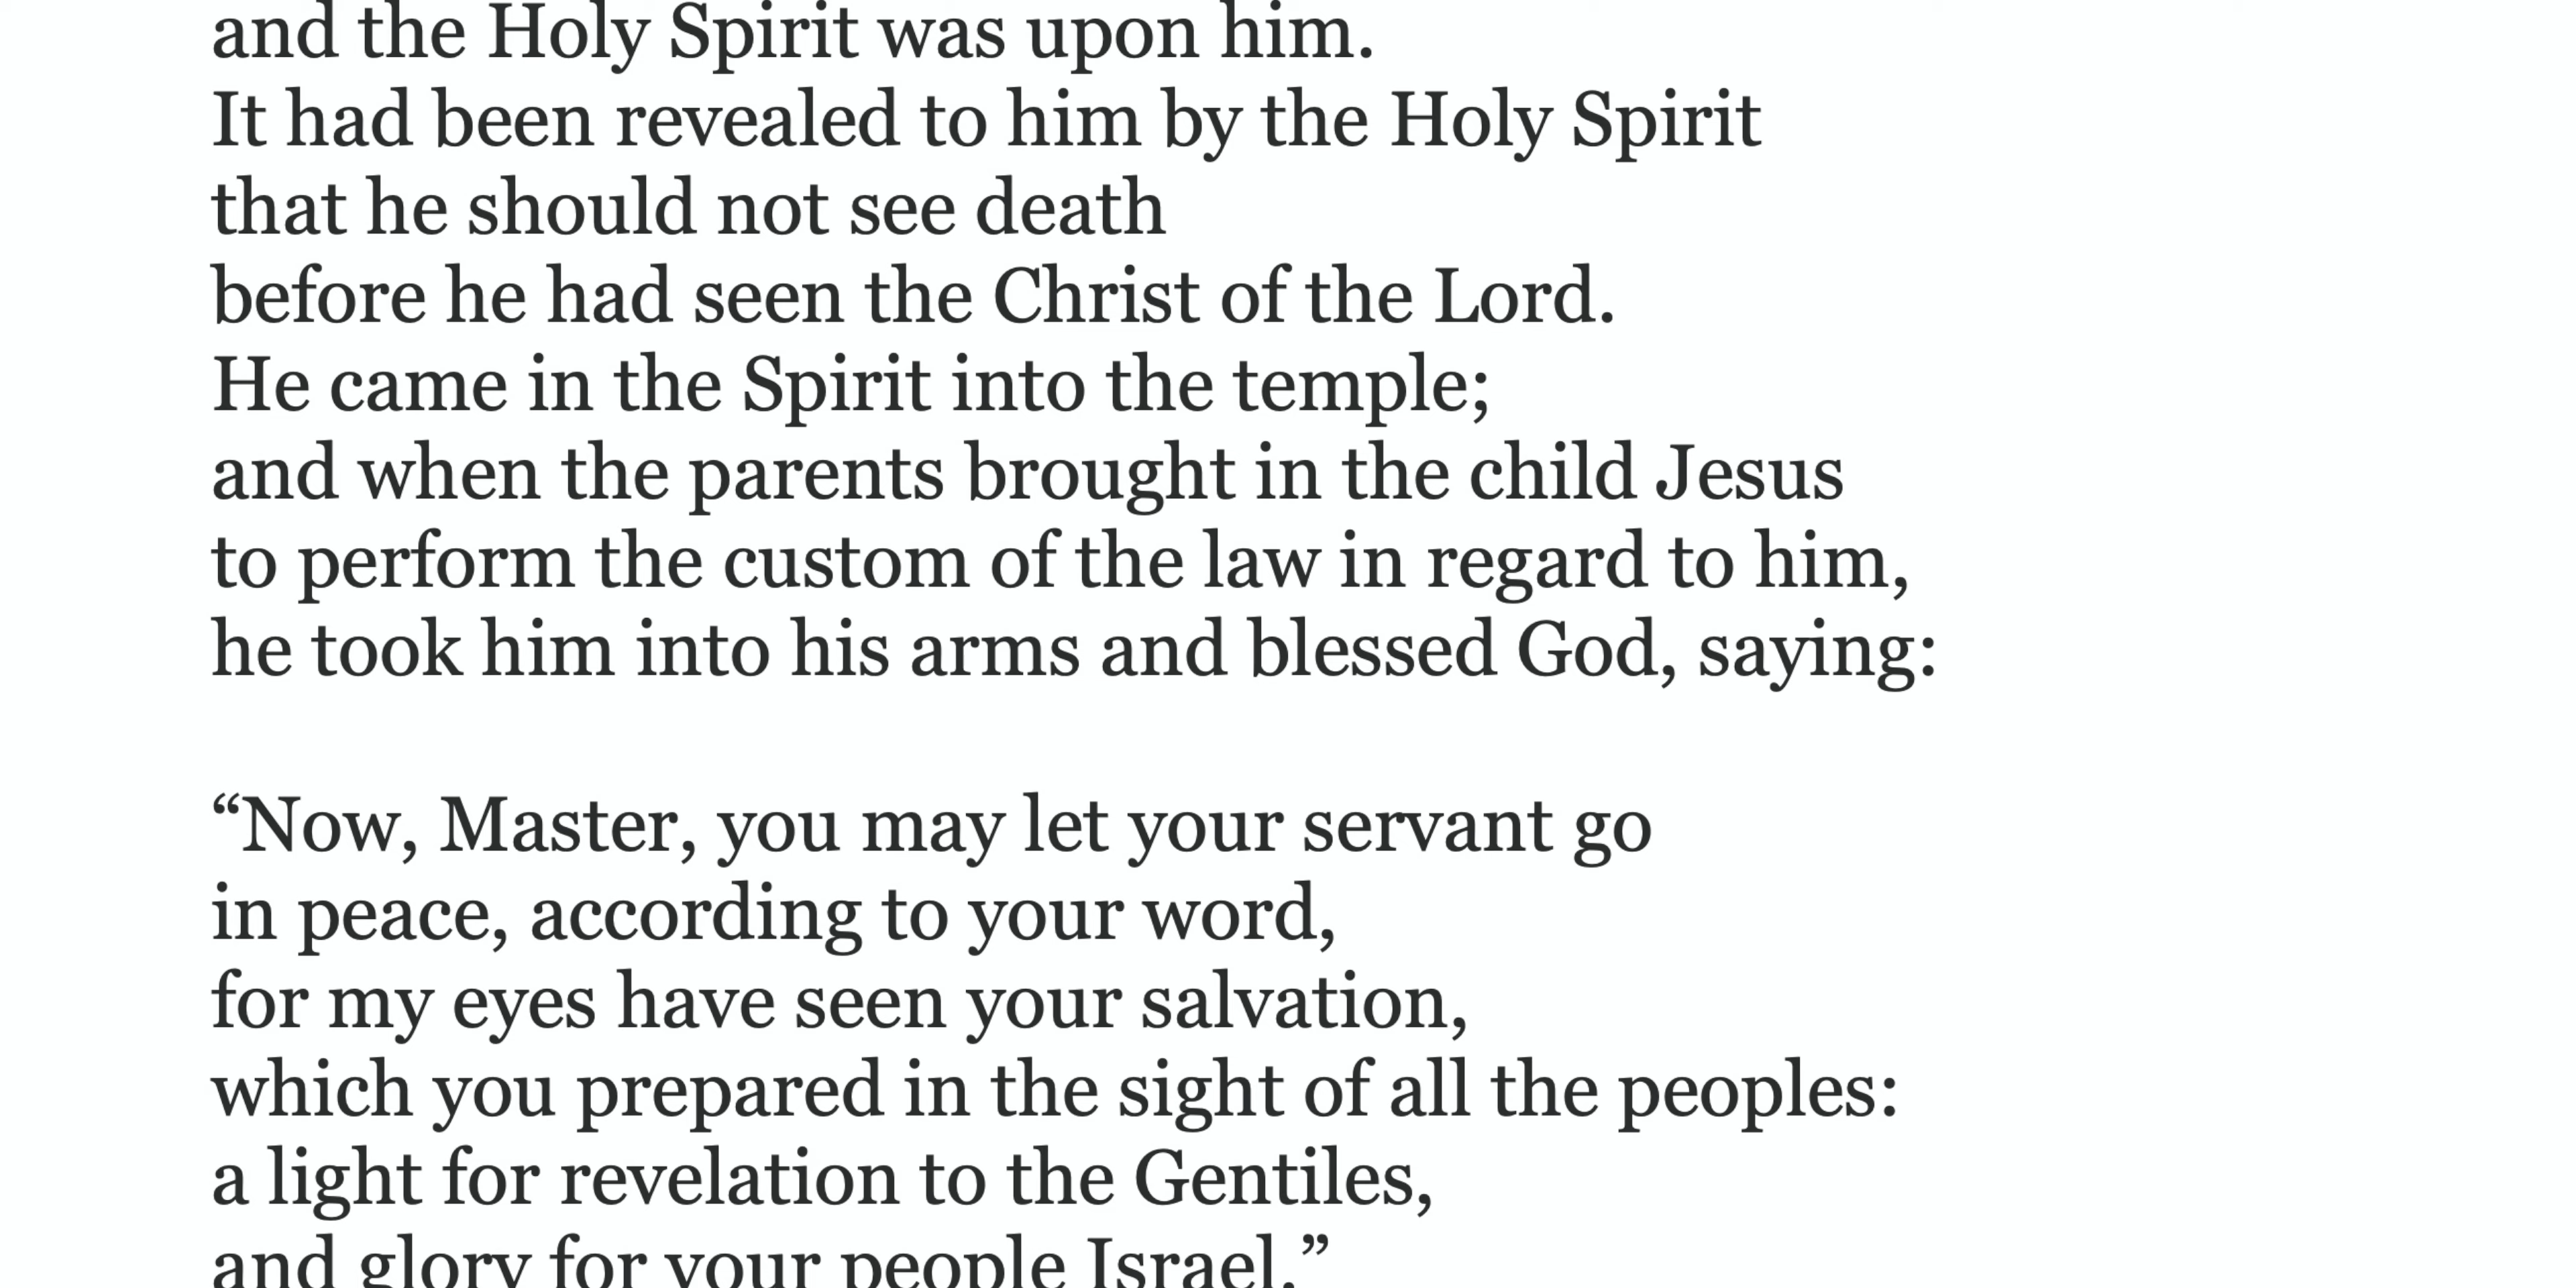 and the Holy Spirit was upon him.
It had been revealed to him by the Holy Spirit
that he should not see death
before he had seen the Christ of the Lord.
He came in the Spirit into the temple;
and when the parents brought in the child Jesus
to perform the custom of the law in regard to him,
he took him into his arms and blessed God, saying:
“Now, Master, you may let your servant go
in peace, according to your word,
for my eyes have seen your salvation,
which you prepared in the sight of all the peoples:
a light for revelation to the Gentiles,
and glory for your people Israel.”